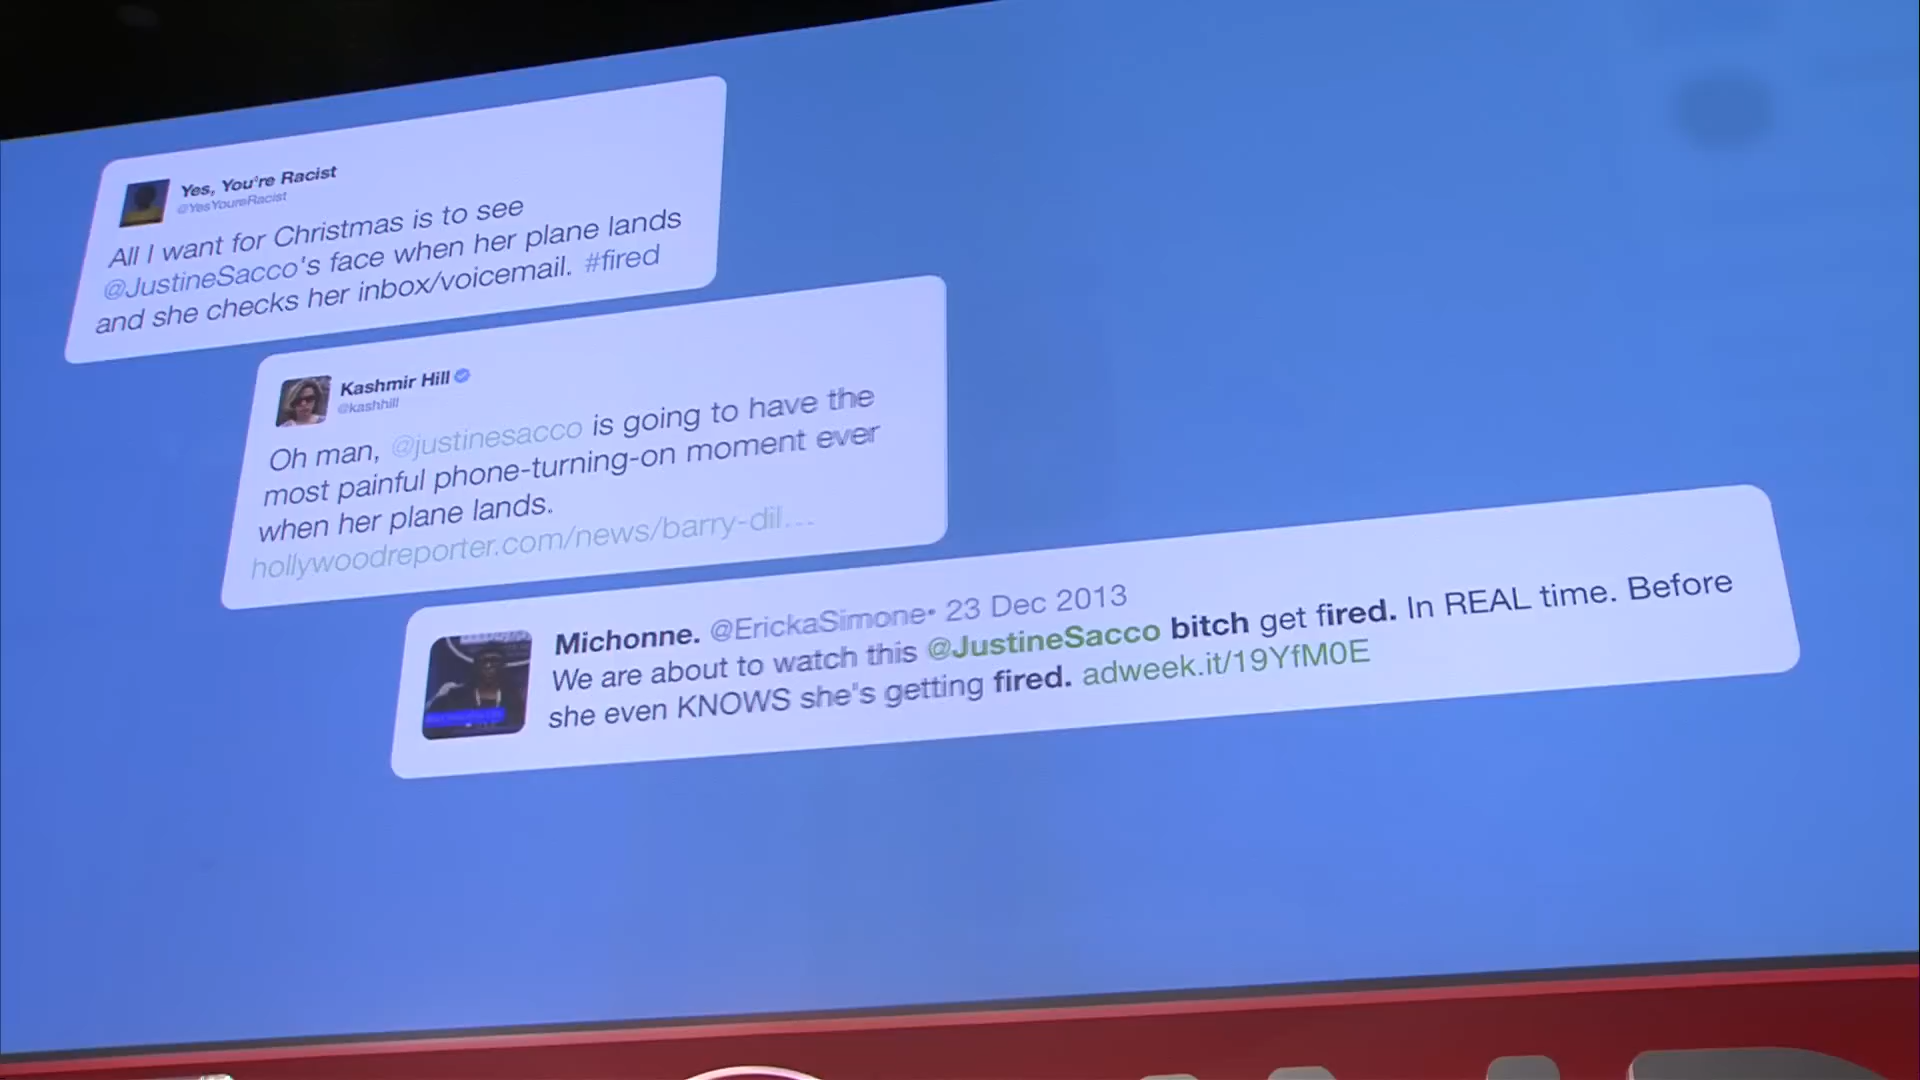 Yes, You're Racist
@YesYoureRacist
All I want for Christmas is to see
@JustineSacco's face when her plane lands
and she checks her inbox/voicemail. #fired
Kashmir Hill
@kashhill
Oh man, @justinesacco is going to have the
most painful phone-turning-on moment ever
when her plane lands.
hollywoodreporter.com/news/barry-dil...
Michonne. @ErickaSimone• 23 Dec 2013
We are about to watch this @JustineSacco bitch get fired. In REAL time. Before
she even KNOWS she's getting fired. adweek.it/19YfM0E